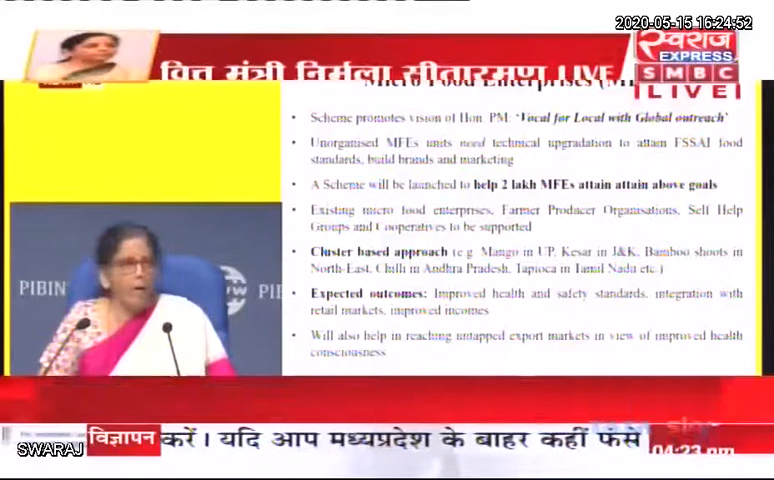 2020-05-15 16:24:52
स्वराज
EXPRESS
SMBC
LIVE!
वित्त मंत्री निर्मला सीतारमण LIVE
Micro Food Enterprises
• Scheme promotes vision of Hon. PM: 'Vocal for Local with Global outreach'
• Unorganised MFEs units need technical upgradation to attain FSSAI food
standards, build brands and marketing
• A Scheme will be launched to help 2 lakh MFEs attain attain above goals
• Existing micro food enterprises, Farmer Producer Organisations, Self Help
Groups and Cooperatives to be supported
• Cluster based approach (e.g. Mango in UP, Kesar in J&K, Bamboo shoots in
North-East, Chilli in Andhra Pradesh, Tapioca in Tamil Nadu etc.)
• Expected outcomes: Improved health and safety standards, integration with
retail markets, improved incomes
• Will also help in reaching untapped export markets in view of improved health
consciousness
PIBIN
PI
विज्ञापन
करें। यदि आप मध्यप्रदेश के बाहर कहीं फंसे
SWARAJ
04:23 pm